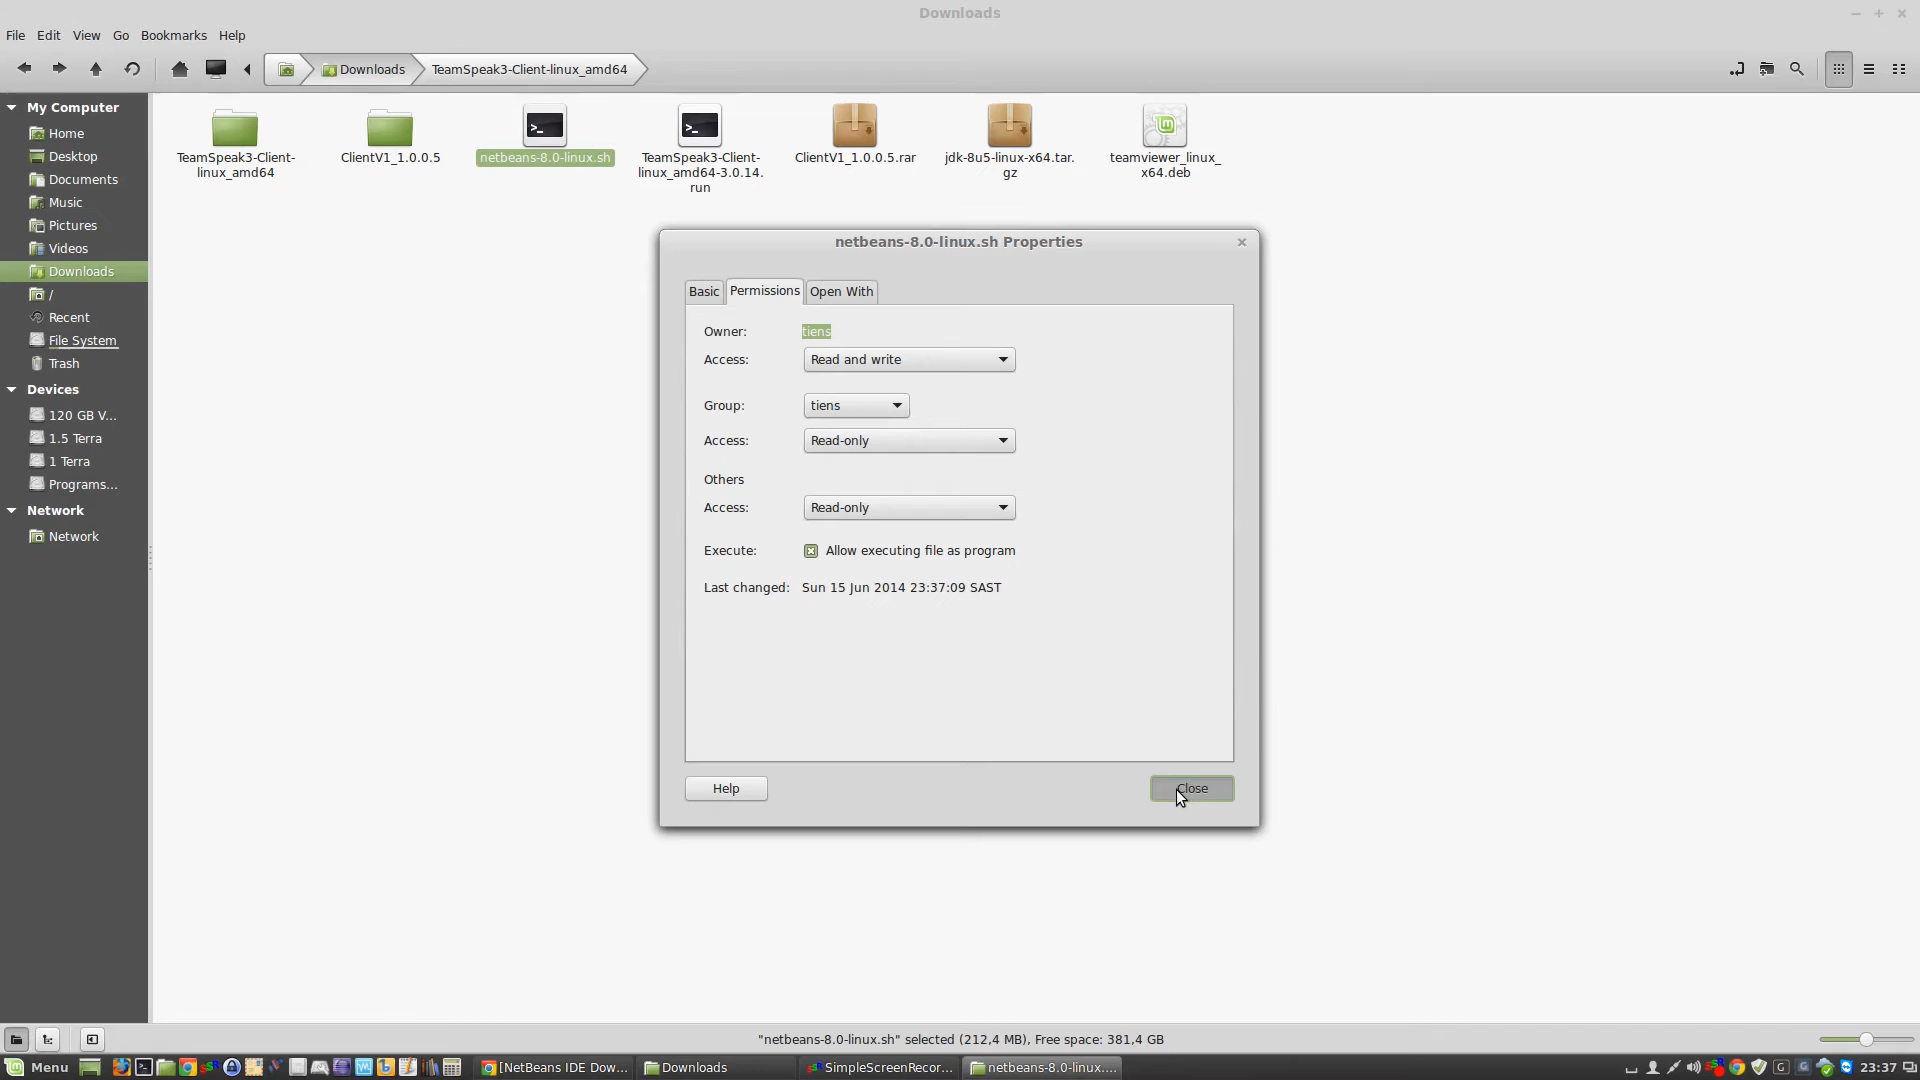 Downloads
File Edit View Go Bookmarks Help
Downloads TeamSpeak3-Client-linux_amd64
My Computer
Home
Desktop
Documents
Music
Pictures
Videos
Downloads
/
Recent
File System
Trash
Devices
120 GB V...
1.5 Terra
1 Terra
Programs...
Network
Network
TeamSpeak3-Client-
linux_amd64
ClientV1_1.0.0.5
netbeans-8.0-linux.sh
TeamSpeak3-Client-
linux_amd64-3.0.14.
run
ClientV1_1.0.0.5.rar
jdk-8u5-linux-x64.tar.
gz
teamviewer_linux_
x64.deb
netbeans-8.0-linux.sh Properties
Basic Permissions Open With
Owner: tiens
Access: Read and write
Group: tiens
Access: Read-only
Others
Access: Read-only
Execute: Allow executing file as program
Last changed: Sun 15 Jun 2014 23:37:09 SAST
Help Close
"netbeans-8.0-linux.sh" selected (212,4 MB), Free space: 381,4 GB
Menu [NetBeans IDE Dow... Downloads SimpleScreenRecor... netbeans-8.0-linux.... 23:37